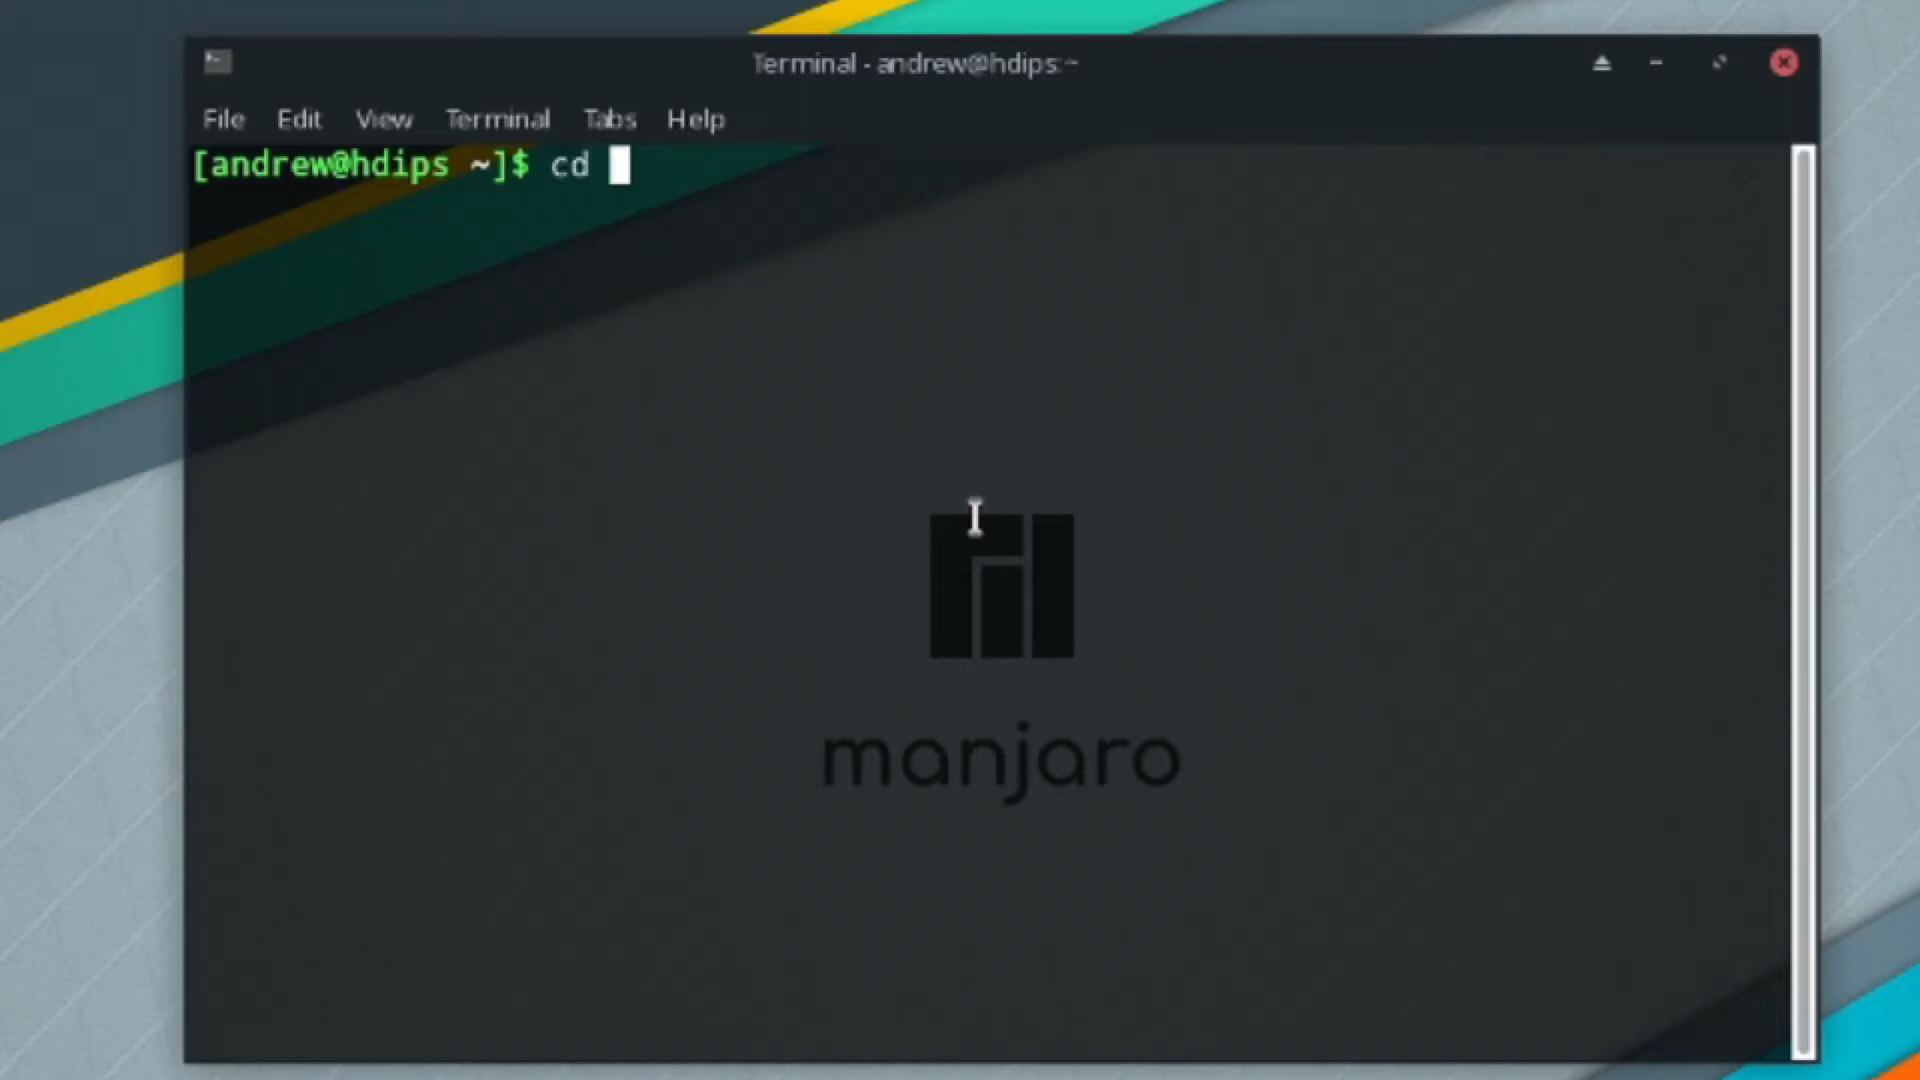 Terminal - andrew@hdips:~
File Edit View Terminal Tabs Help
[andrew@hdips ~]$ cd
manjaro